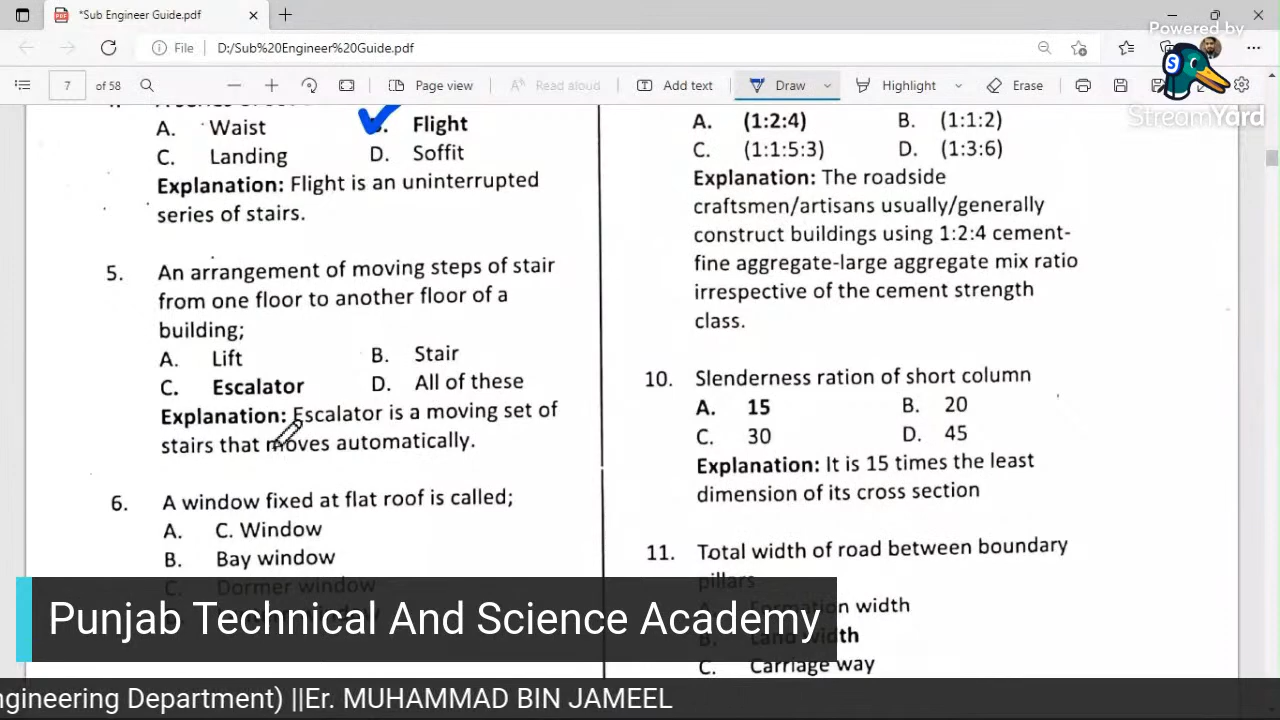 *Sub Engineer Guide.pdf
File
D:/Sub%20Engineer%20Guide.pdf
7
of 58
Page view
Read aloud
Add text
Draw
Highlight
Erase
Powered by
StreamYard
A. Waist
Flight
C. Landing
D. Soffit
Explanation: Flight is an uninterrupted
series of stairs.
5. An arrangement of moving steps of stair
from one floor to another floor of a
building;
A. Lift
B. Stair
C. Escalator
D. All of these
Explanation: Escalator is a moving set of
stairs that moves automatically.
6. A window fixed at flat roof is called;
A. C. Window
B. Bay window
C. Dormer window
A. (1:2:4)
B. (1:1:2)
C. (1:1:5:3)
D. (1:3:6)
Explanation: The roadside
craftsmen/artisans usually/generally
construct buildings using 1:2:4 cement-
fine aggregate-large aggregate mix ratio
irrespective of the cement strength
class.
10. Slenderness ration of short column
A. 15
B. 20
C. 30
D. 45
Explanation: It is 15 times the least
dimension of its cross section
11. Total width of road between boundary
pillars
Formation width
B. Land width
C. Carriage way
Punjab Technical And Science Academy
ngineering Department) ||Er. MUHAMMAD BIN JAMEEL